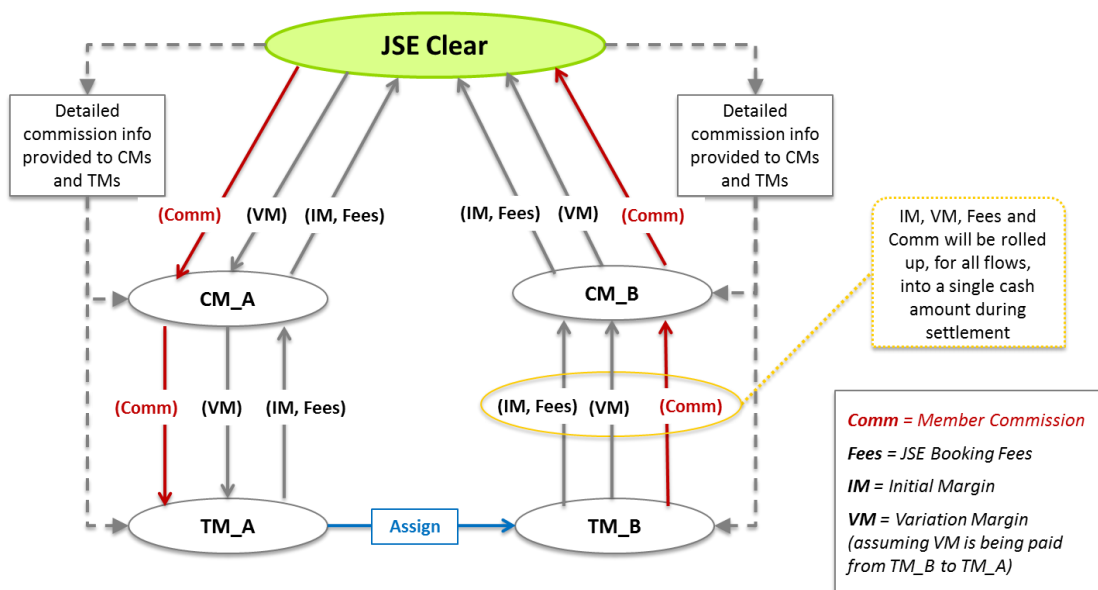 JSE Clear
Detailed
commission info
provided to CMs
and TMs
Detailed
commission info
provided to CMs
and TMs
(Comm)
(VM)
(IM, Fees)
(IM, Fees)
(VM)
(Comm)
IM, VM, Fees and
Comm will be rolled
up, for all flows,
into a single cash
amount during
settlement
CM_A
CM_B
(Comm)
(VM)
(IM, Fees)
(IM, Fees)
(VM)
(Comm)
TM_A
Assign
TM_B
Comm = Member Commission
Fees = JSE Booking Fees
IM = Initial Margin
VM = Variation Margin
(assuming VM is being paid
from TM_B to TM_A)